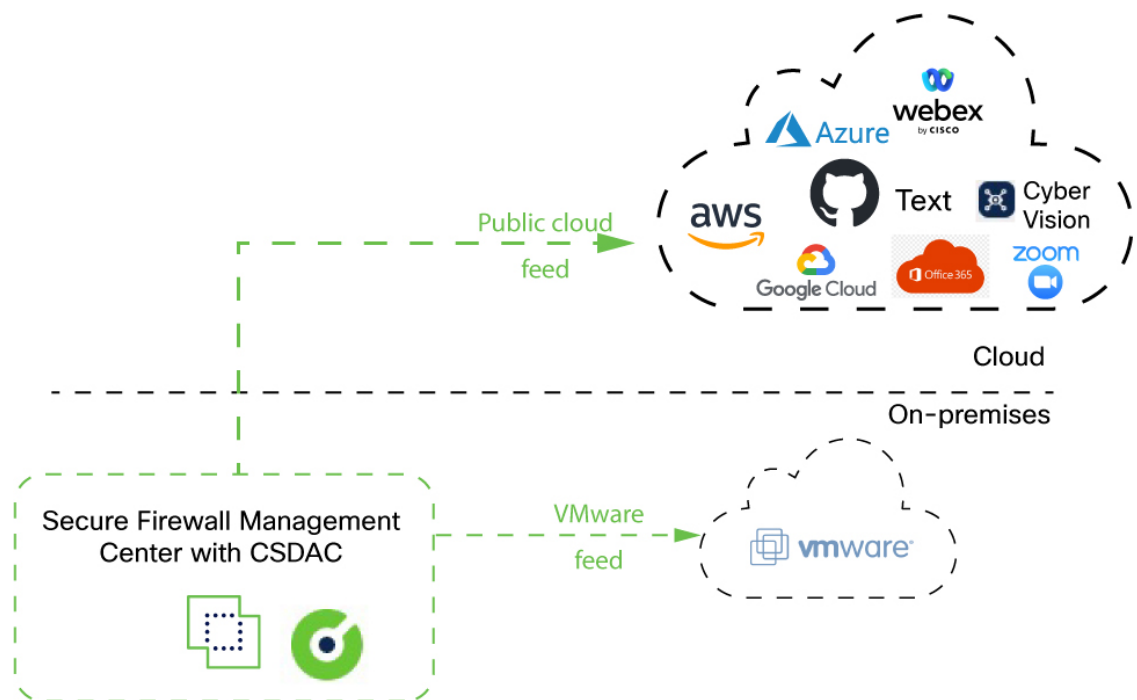 webex
by CISCO
Azure
aws
Text
Cyber
Vision
Google Cloud
Office 365
zoom
Public cloud
feed
Cloud
On-premises
Secure Firewall Management
Center with CSDAC
VMware
feed
vmware®